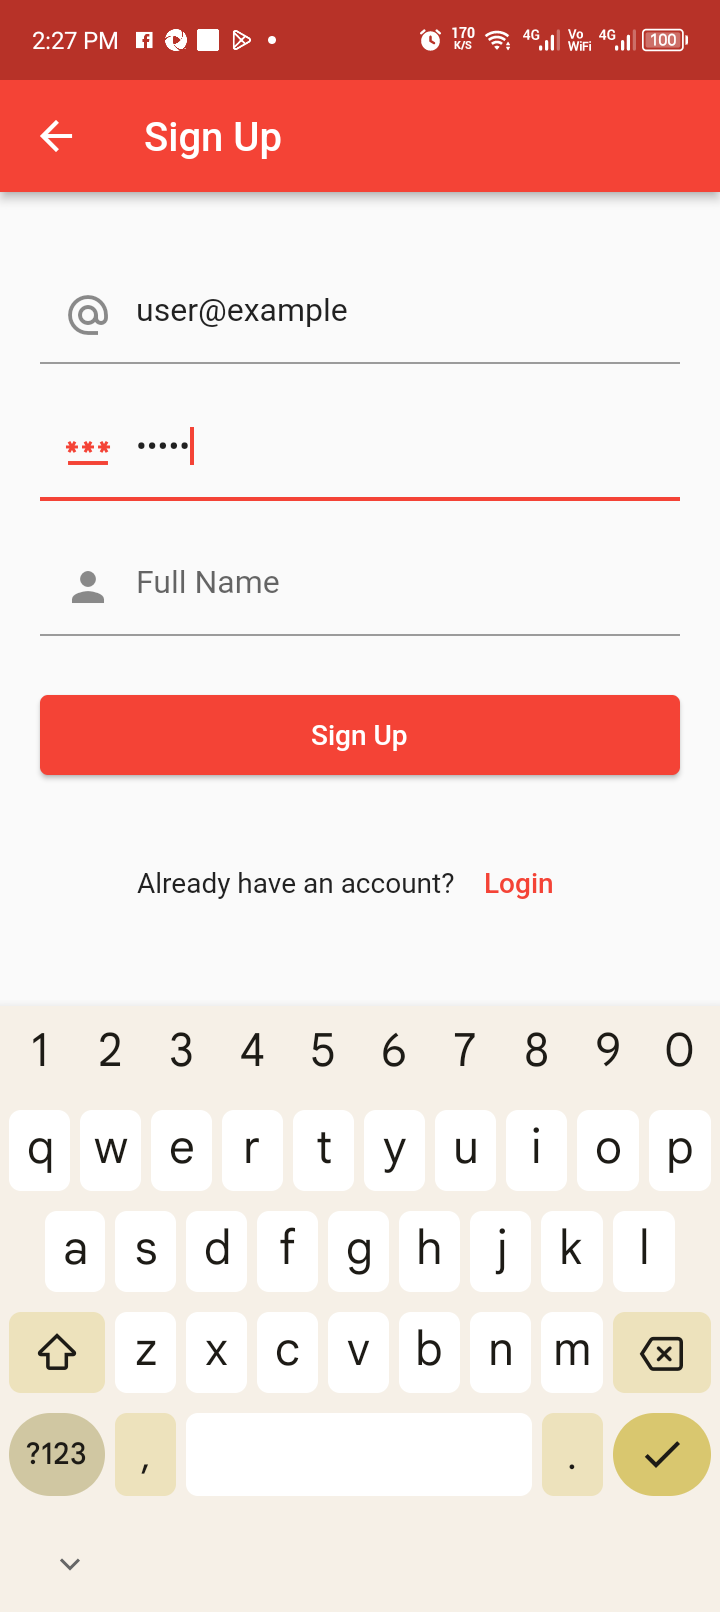 2:27 PM 170 K/S 4G Vo WiFi 4G 100
Sign Up
user@example
•••••
Full Name
Sign Up
Already have an account? Login
1 2 3 4 5 6 7 8 9 0
q w e r t y u i o p
a s d f g h j k l
z x c v b n m
?123 , .